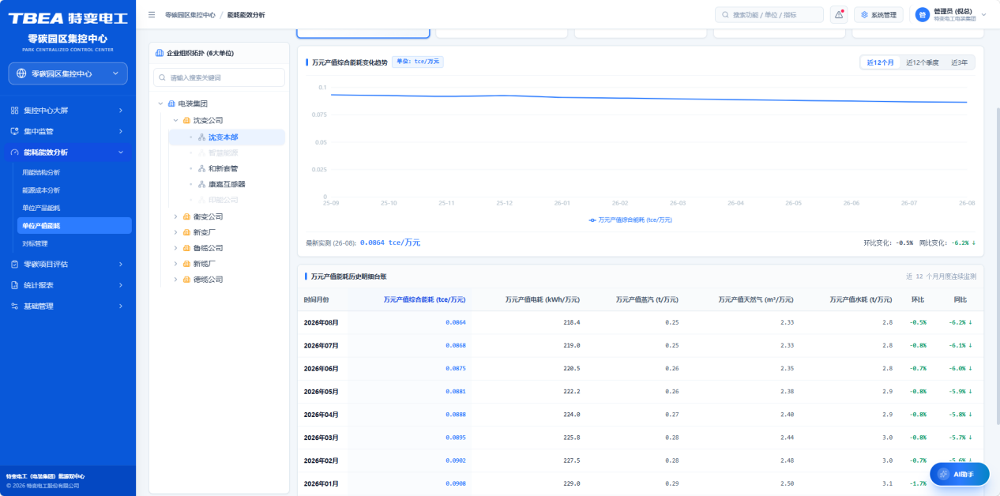 TBEA 特变电工
零碳园区集控中心
PARK CENTRALIZED CONTROL CENTER
零碳园区集控中心
集控中心大屏
集中监管
能耗能效分析
用能结构分析
能源成本分析
单位产品能耗
单位产值能耗
对标管理
零碳项目评估
统计报表
基础管理
特变电工（电装集团）能源双中心
© 2026 特变电工股份有限公司
零碳园区集控中心 / 能耗能效分析
搜索功能 / 单位 / 指标
系统管理
管
管理员 (倪总)
特变电工电装集团
企业组织拓扑 (6大单位)
请输入搜索关键词
电装集团
沈变公司
沈变本部
智慧能源
和新套管
康嘉互感器
印能公司
衡变公司
新变厂
鲁缆公司
新缆厂
德缆公司
万元产值综合能耗变化趋势 单位: tce/万元
近12个月 近12个季度 近3年
0.1
0.075
0.05
0.025
0
25-09 25-10 25-11 25-12 26-01 26-02 26-03 26-04 26-05 26-06 26-07 26-08
万元产值综合能耗 (tce/万元)
最新实测 (26-08): 0.0864 tce/万元
环比变化: -0.5% 同比变化: -6.2% ↓
万元产值能耗历史明细台账
近 12 个月月度连续监测
时间月份 万元产值综合能耗 (tce/万元) 万元产值电耗 (kWh/万元) 万元产值蒸汽 (t/万元) 万元产值天然气 (m³/万元) 万元产值水耗 (t/万元) 环比 同比
2026年08月 0.0864 218.4 0.25 2.33 2.8 -0.5% -6.2% ↓
2026年07月 0.0868 219.0 0.25 2.33 2.8 -0.8% -6.1% ↓
2026年06月 0.0875 220.5 0.26 2.35 2.8 -0.7% -6.0% ↓
2026年05月 0.0881 222.2 0.26 2.38 2.9 -0.8% -5.9% ↓
2026年04月 0.0888 224.0 0.27 2.40 2.9 -0.8% -5.8% ↓
2026年03月 0.0895 225.8 0.28 2.44 3.0 -0.8% -5.7% ↓
2026年02月 0.0902 227.5 0.28 2.48 3.0 -0.7% -5.6% ↓
2026年01月 0.0908 229.0 0.29 2.50 3.1 -1.7%
AI助手